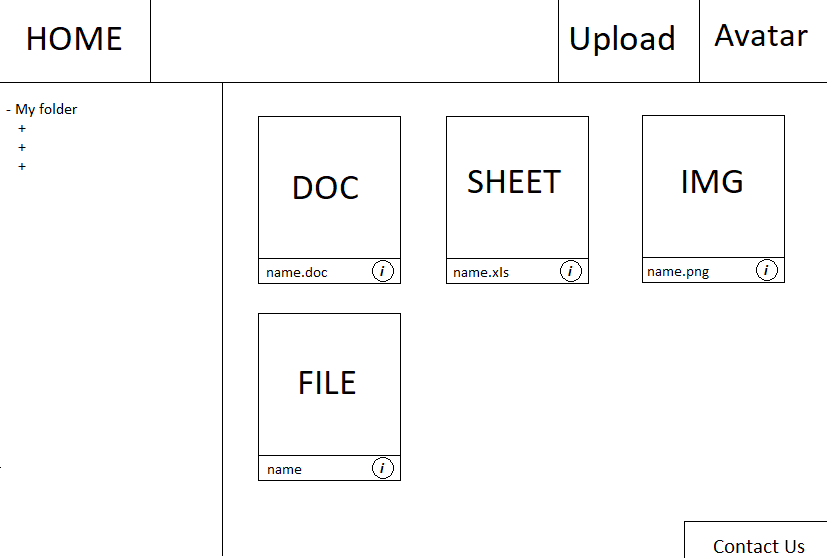 HOME
Upload
Avatar
- My folder
+
+
+
DOC
SHEET
IMG
name.doc
i
name.xls
i
name.png
i
FILE
name
i
Contact Us